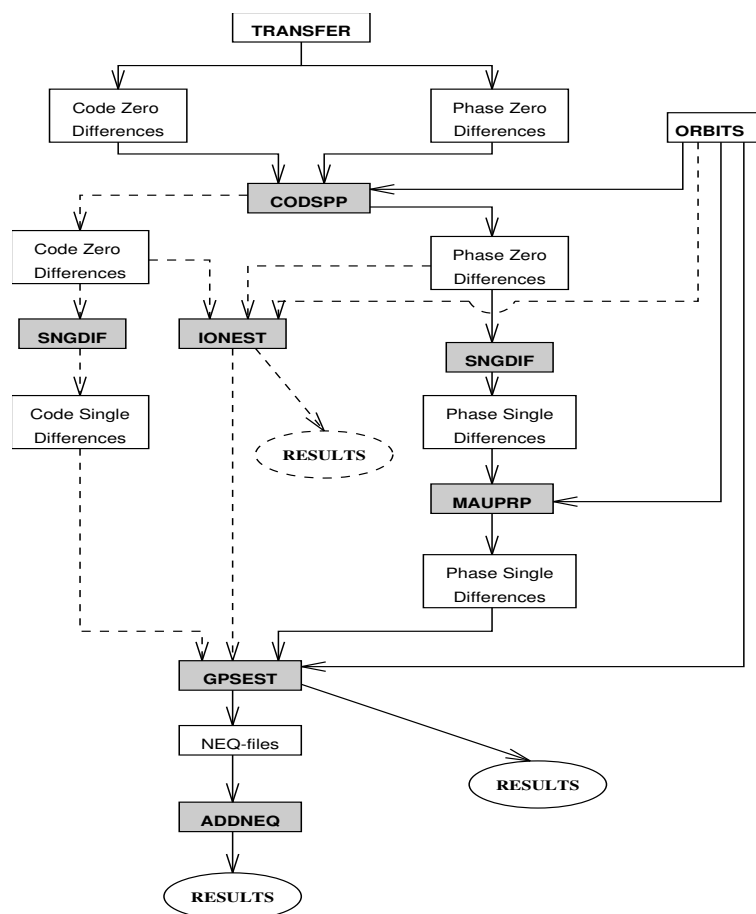 TRANSFER
Code Zero
Differences
Phase Zero
Differences
ORBITS
CODSPP
Code Zero
Differences
Phase Zero
Differences
SNGDIF
IONEST
SNGDIF
Code Single
Differences
Phase Single
Differences
RESULTS
MAUPRP
Phase Single
Differences
GPSEST
NEQ-files
RESULTS
ADDNEQ
RESULTS